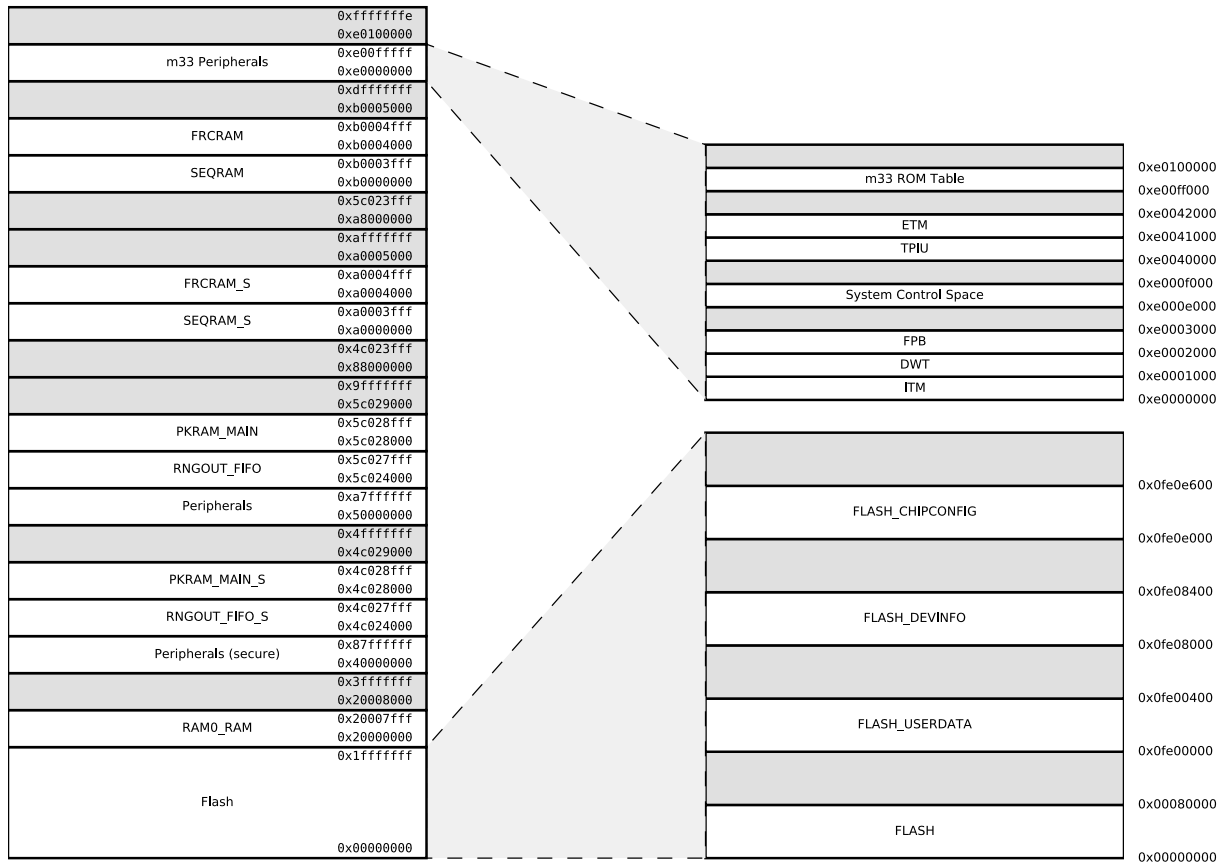 0xfffffffe
0xe0100000
m33 Peripherals
0xe00fffff
0xe0000000
0xdfffffff
0xb0005000
FRCRAM
0xb0004fff
0xb0004000
SEQRAM
0xb0003fff
0xb0000000
0x5c023fff
0xa8000000
0xafffffff
0xa0005000
FRCRAM_S
0xa0004fff
0xa0004000
SEQRAM_S
0xa0003fff
0xa0000000
0x4c023fff
0x88000000
0x9fffffff
0x5c029000
PKRAM_MAIN
0x5c028fff
0x5c028000
RNGOUT_FIFO
0x5c027fff
0x5c024000
Peripherals
0xa7ffffff
0x50000000
0x4fffffff
0x4c029000
PKRAM_MAIN_S
0x4c028fff
0x4c028000
RNGOUT_FIFO_S
0x4c027fff
0x4c024000
Peripherals (secure)
0x87ffffff
0x40000000
0x3fffffff
0x20008000
RAM0_RAM
0x20007fff
0x20000000
0x1fffffff
Flash
0x00000000
0xe0100000
m33 ROM Table
0xe00ff000
0xe0042000
ETM
0xe0041000
TPIU
0xe0040000
0xe000f000
System Control Space
0xe000e000
0xe0003000
FPB
0xe0002000
DWT
0xe0001000
ITM
0xe0000000
0x0fe0e600
FLASH_CHIPCONFIG
0x0fe0e000
0x0fe08400
FLASH_DEVINFO
0x0fe08000
0x0fe00400
FLASH_USERDATA
0x0fe00000
0x00080000
FLASH
0x00000000